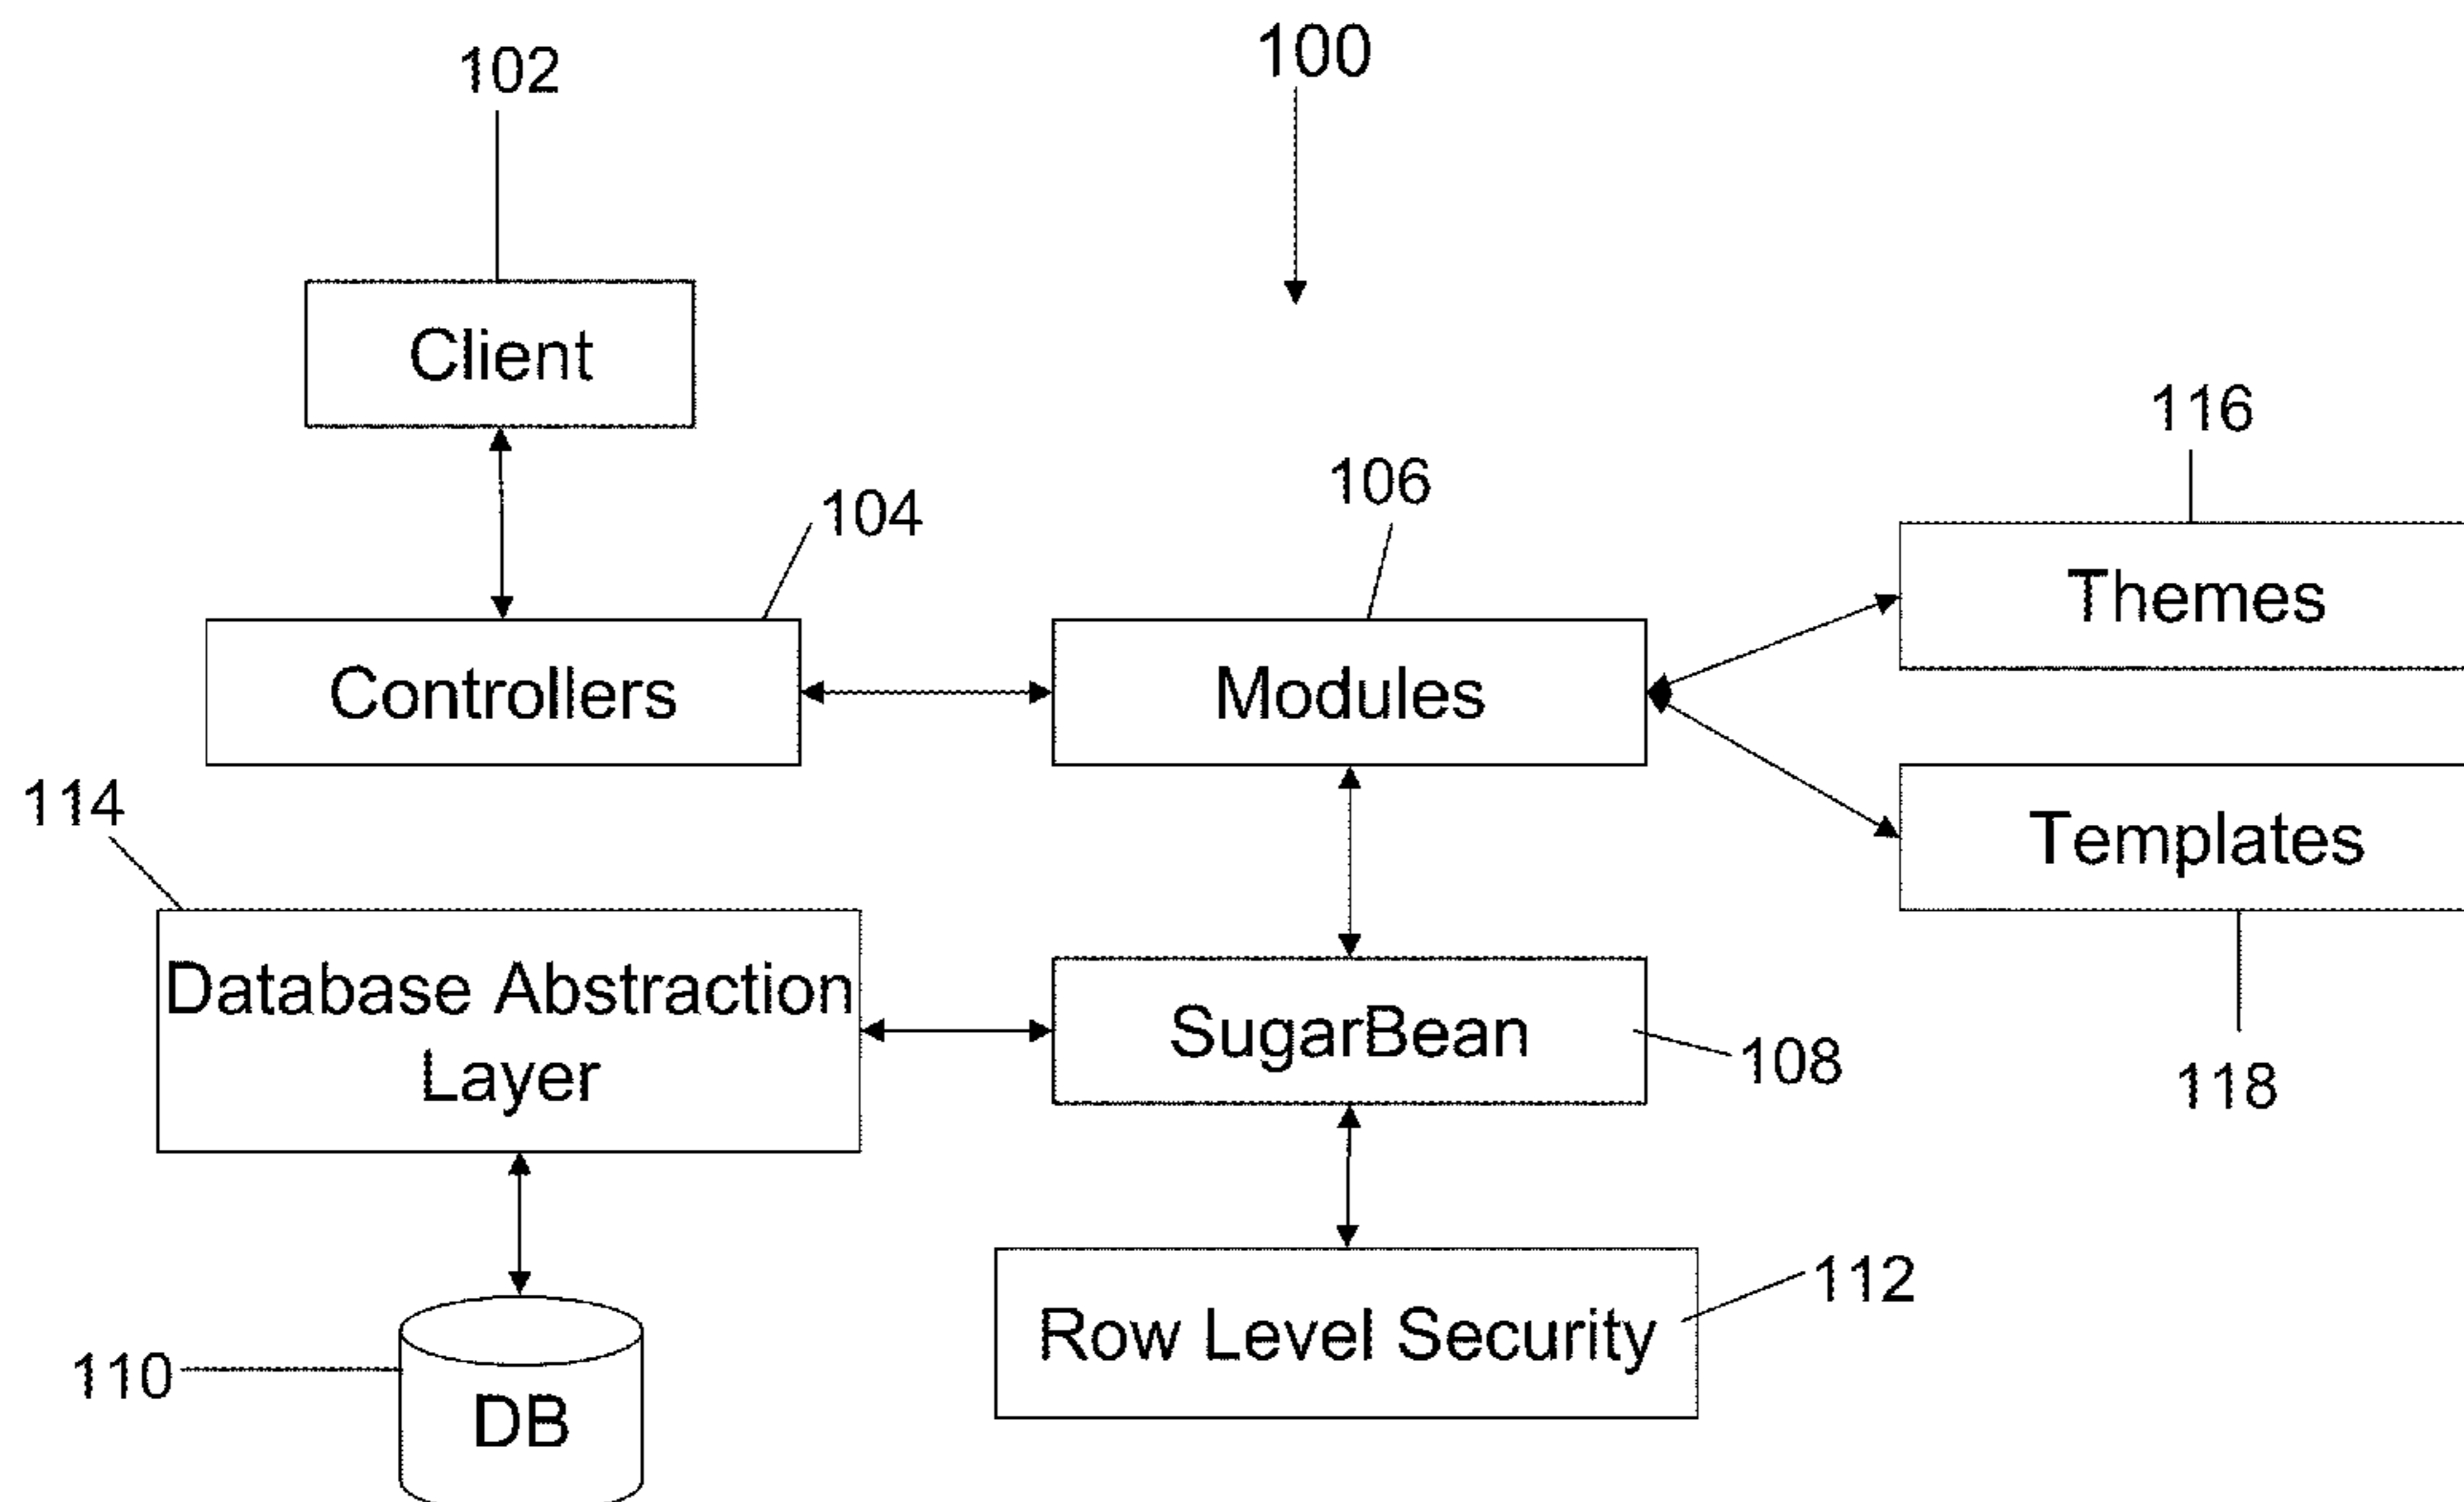 100
102
Client
116
106
104
Themes
Controllers
Modules
114
Templates
Database Abstraction
Layer
SugarBean
108
118
112
Row Level Security
110
DB